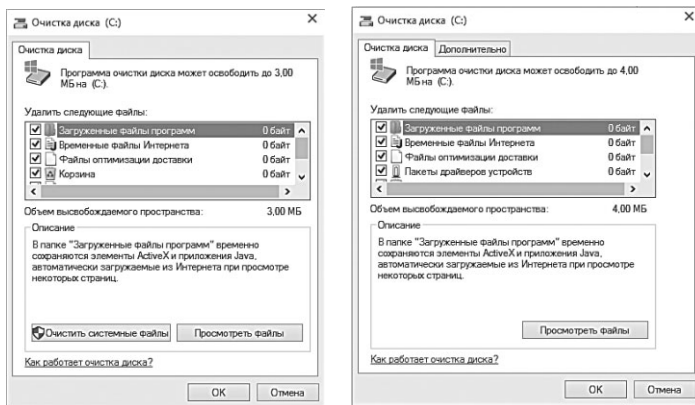 Очистка диска (C:)
Очистка диска
Программа очистки диска может освободить до 3,00
МБ на (C:).
Удалить следующие файлы:
Загруженные файлы программ 0 байт
Временные файлы Интернета 0 байт
Файлы оптимизации доставки 0 байт
Корзина 0 байт
Объем высвобождаемого пространства: 3,00 МБ
Описание
В папке "Загруженные файлы программ" временно
сохраняются элементы ActiveX и приложения Java,
автоматически загружаемые из Интернета при просмотре
некоторых страниц.
Очистить системные файлы Просмотреть файлы
Как работает очистка диска?
OK Отмена
Очистка диска (C:)
Очистка диска Дополнительно
Программа очистки диска может освободить до 4,00
МБ на (C:).
Удалить следующие файлы:
Загруженные файлы программ 0 байт
Временные файлы Интернета 0 байт
Файлы оптимизации доставки 0 байт
Пакеты драйверов устройств 0 байт
Объем высвобождаемого пространства: 4,00 МБ
Описание
В папке "Загруженные файлы программ" временно
сохраняются элементы ActiveX и приложения Java,
автоматически загружаемые из Интернета при просмотре
некоторых страниц.
Просмотреть файлы
Как работает очистка диска?
OK Отмена